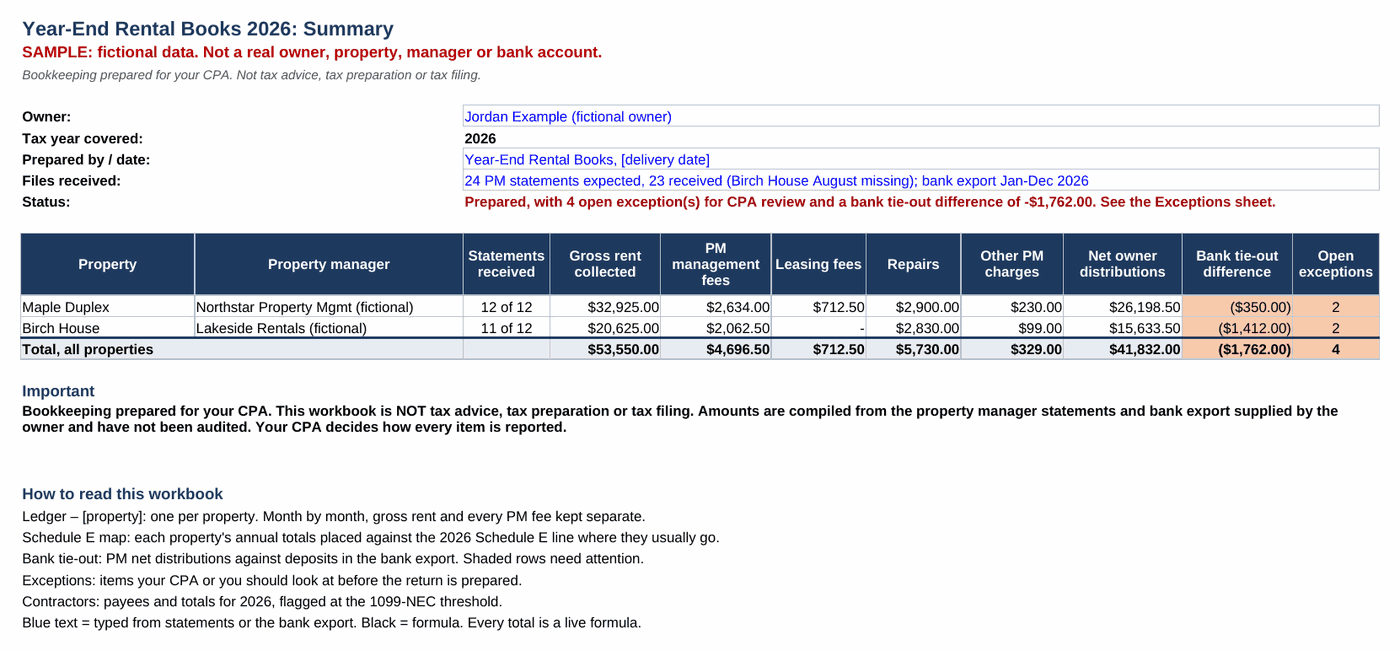 Year-End Rental Books 2026: Summary
SAMPLE: fictional data. Not a real owner, property, manager or bank account.
Bookkeeping prepared for your CPA. Not tax advice, tax preparation or tax filing.
Owner: Jordan Example (fictional owner)
Tax year covered: 2026
Prepared by / date: Year-End Rental Books, [delivery date]
Files received: 24 PM statements expected, 23 received (Birch House August missing); bank export Jan-Dec 2026
Status: Prepared, with 4 open exception(s) for CPA review and a bank tie-out difference of -$1,762.00. See the Exceptions sheet.
Property Property manager Statements received Gross rent collected PM management fees Leasing fees Repairs Other PM charges Net owner distributions Bank tie-out difference Open exceptions
Maple Duplex Northstar Property Mgmt (fictional) 12 of 12 $32,925.00 $2,634.00 $712.50 $2,900.00 $230.00 $26,198.50 ($350.00) 2
Birch House Lakeside Rentals (fictional) 11 of 12 $20,625.00 $2,062.50 - $2,830.00 $99.00 $15,633.50 ($1,412.00) 2
Total, all properties $53,550.00 $4,696.50 $712.50 $5,730.00 $329.00 $41,832.00 ($1,762.00) 4
Important
Bookkeeping prepared for your CPA. This workbook is NOT tax advice, tax preparation or tax filing. Amounts are compiled from the property manager statements and bank export supplied by the
owner and have not been audited. Your CPA decides how every item is reported.
How to read this workbook
Ledger – [property]: one per property. Month by month, gross rent and every PM fee kept separate.
Schedule E map: each property's annual totals placed against the 2026 Schedule E line where they usually go.
Bank tie-out: PM net distributions against deposits in the bank export. Shaded rows need attention.
Exceptions: items your CPA or you should look at before the return is prepared.
Contractors: payees and totals for 2026, flagged at the 1099-NEC threshold.
Blue text = typed from statements or the bank export. Black = formula. Every total is a live formula.